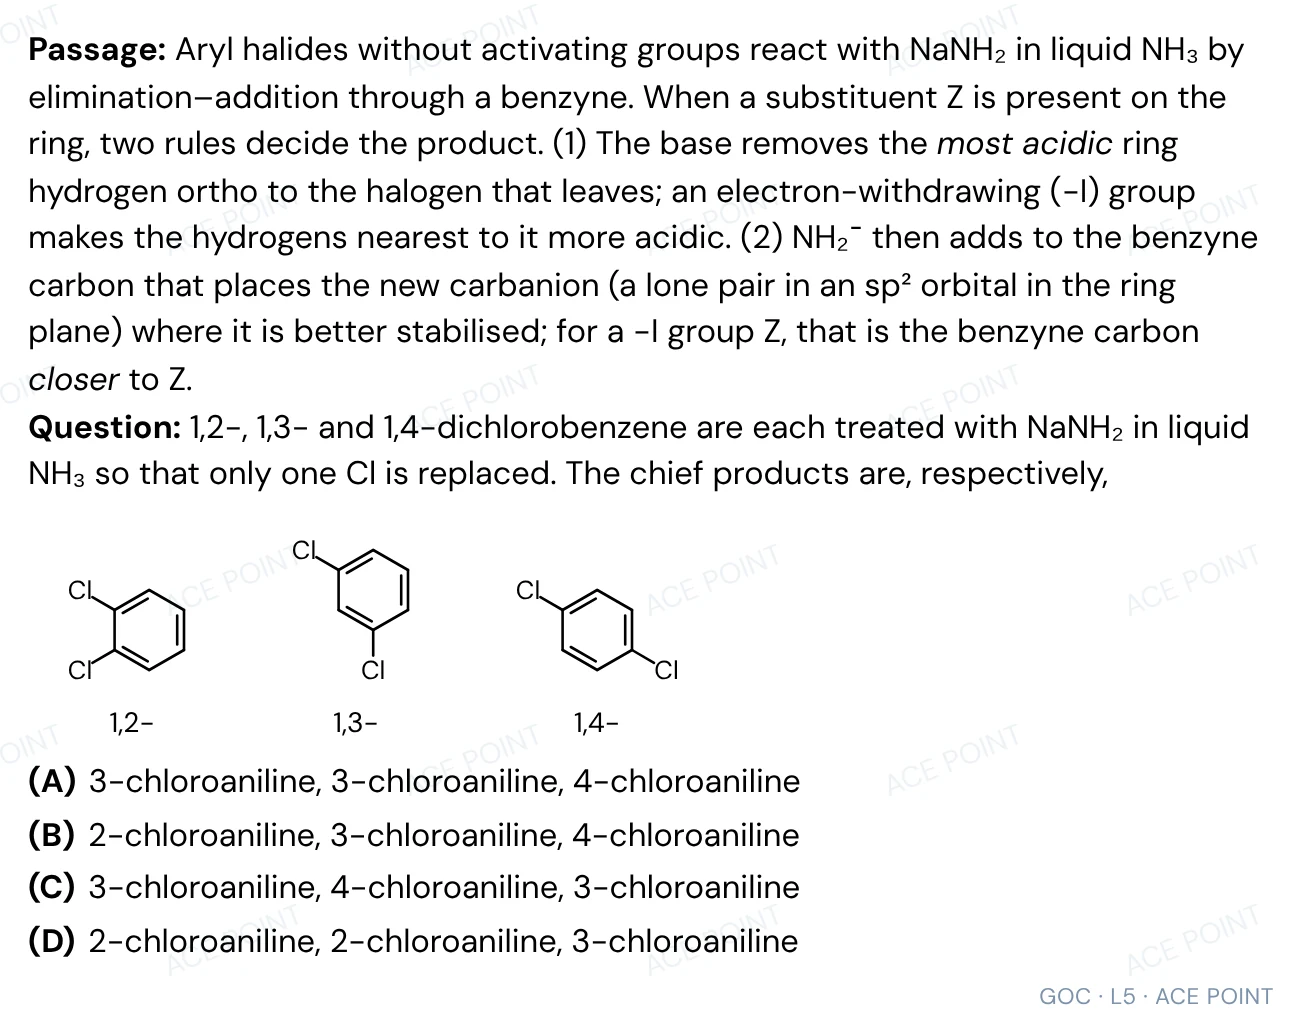 Passage: Aryl halides without activating groups react with NaNH₂ in liquid NH₃ by
elimination–addition through a benzyne. When a substituent Z is present on the
ring, two rules decide the product. (1) The base removes the most acidic ring
hydrogen ortho to the halogen that leaves; an electron-withdrawing (-I) group
makes the hydrogens nearest to it more acidic. (2) NH₂⁻ then adds to the benzyne
carbon that places the new carbanion (a lone pair in an sp² orbital in the ring
plane) where it is better stabilised; for a -I group Z, that is the benzyne carbon
closer to Z.
Question: 1,2-, 1,3- and 1,4-dichlorobenzene are each treated with NaNH₂ in liquid
NH₃ so that only one Cl is replaced. The chief products are, respectively,
Cl
Cl
1,2-
Cl
Cl
1,3-
Cl
Cl
1,4-
(A) 3-chloroaniline, 3-chloroaniline, 4-chloroaniline
(B) 2-chloroaniline, 3-chloroaniline, 4-chloroaniline
(C) 3-chloroaniline, 4-chloroaniline, 3-chloroaniline
(D) 2-chloroaniline, 2-chloroaniline, 3-chloroaniline
GOC · L5 · ACE POINT